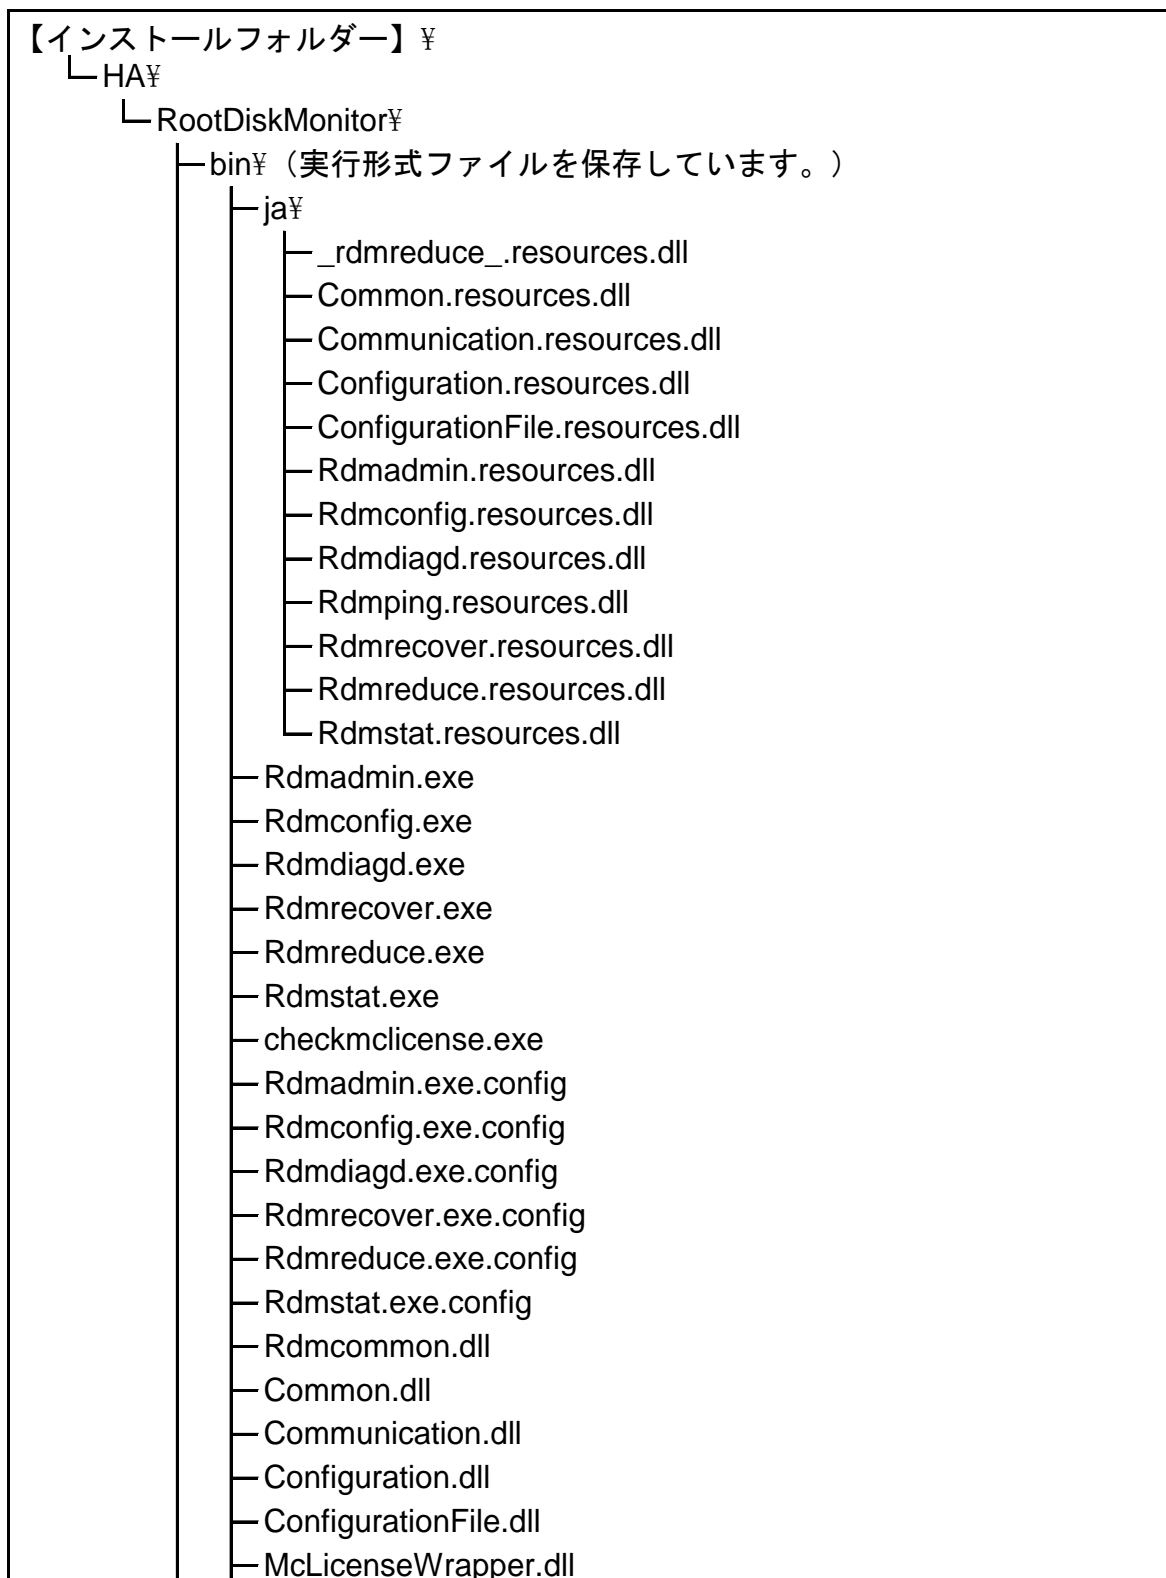 【インストールフォルダー】¥
HA¥
RootDiskMonitor¥
bin¥（実行形式ファイルを保存しています。）
ja¥
_rdmreduce_.resources.dll
Common.resources.dll
Communication.resources.dll
Configuration.resources.dll
ConfigurationFile.resources.dll
Rdmadmin.resources.dll
Rdmconfig.resources.dll
Rdmdiagd.resources.dll
Rdmping.resources.dll
Rdmrecover.resources.dll
Rdmreduce.resources.dll
Rdmstat.resources.dll
Rdmadmin.exe
Rdmconfig.exe
Rdmdiagd.exe
Rdmrecover.exe
Rdmreduce.exe
Rdmstat.exe
checkmclicense.exe
Rdmadmin.exe.config
Rdmconfig.exe.config
Rdmdiagd.exe.config
Rdmrecover.exe.config
Rdmreduce.exe.config
Rdmstat.exe.config
Rdmcommon.dll
Common.dll
Communication.dll
Configuration.dll
ConfigurationFile.dll
McLicenseWrapper.dll